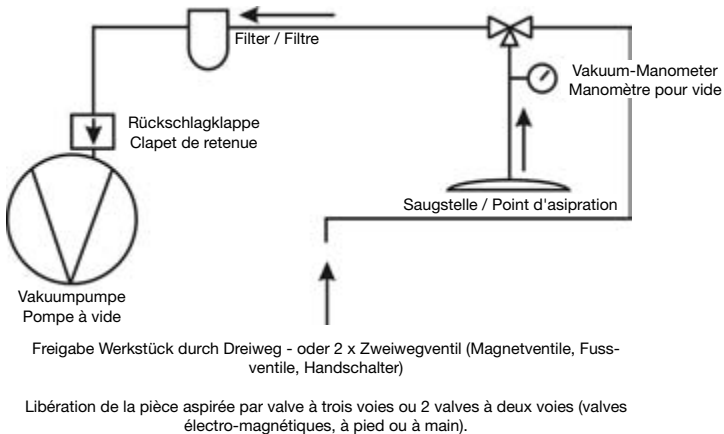 Filter / Filtre
Vakuum-Manometer
Manomètre pour vide
Rückschlagklappe
Clapet de retenue
Saugstelle / Point d'asipration
Vakuumpumpe
Pompe à vide
Freigabe Werkstück durch Dreiweg - oder 2 x Zweiwegventil (Magnetventile, Fuss-
ventile, Handschalter)
Libération de la pièce aspirée par valve à trois voies ou 2 valves à deux voies (valves
électro-magnétiques, à pied ou à main).